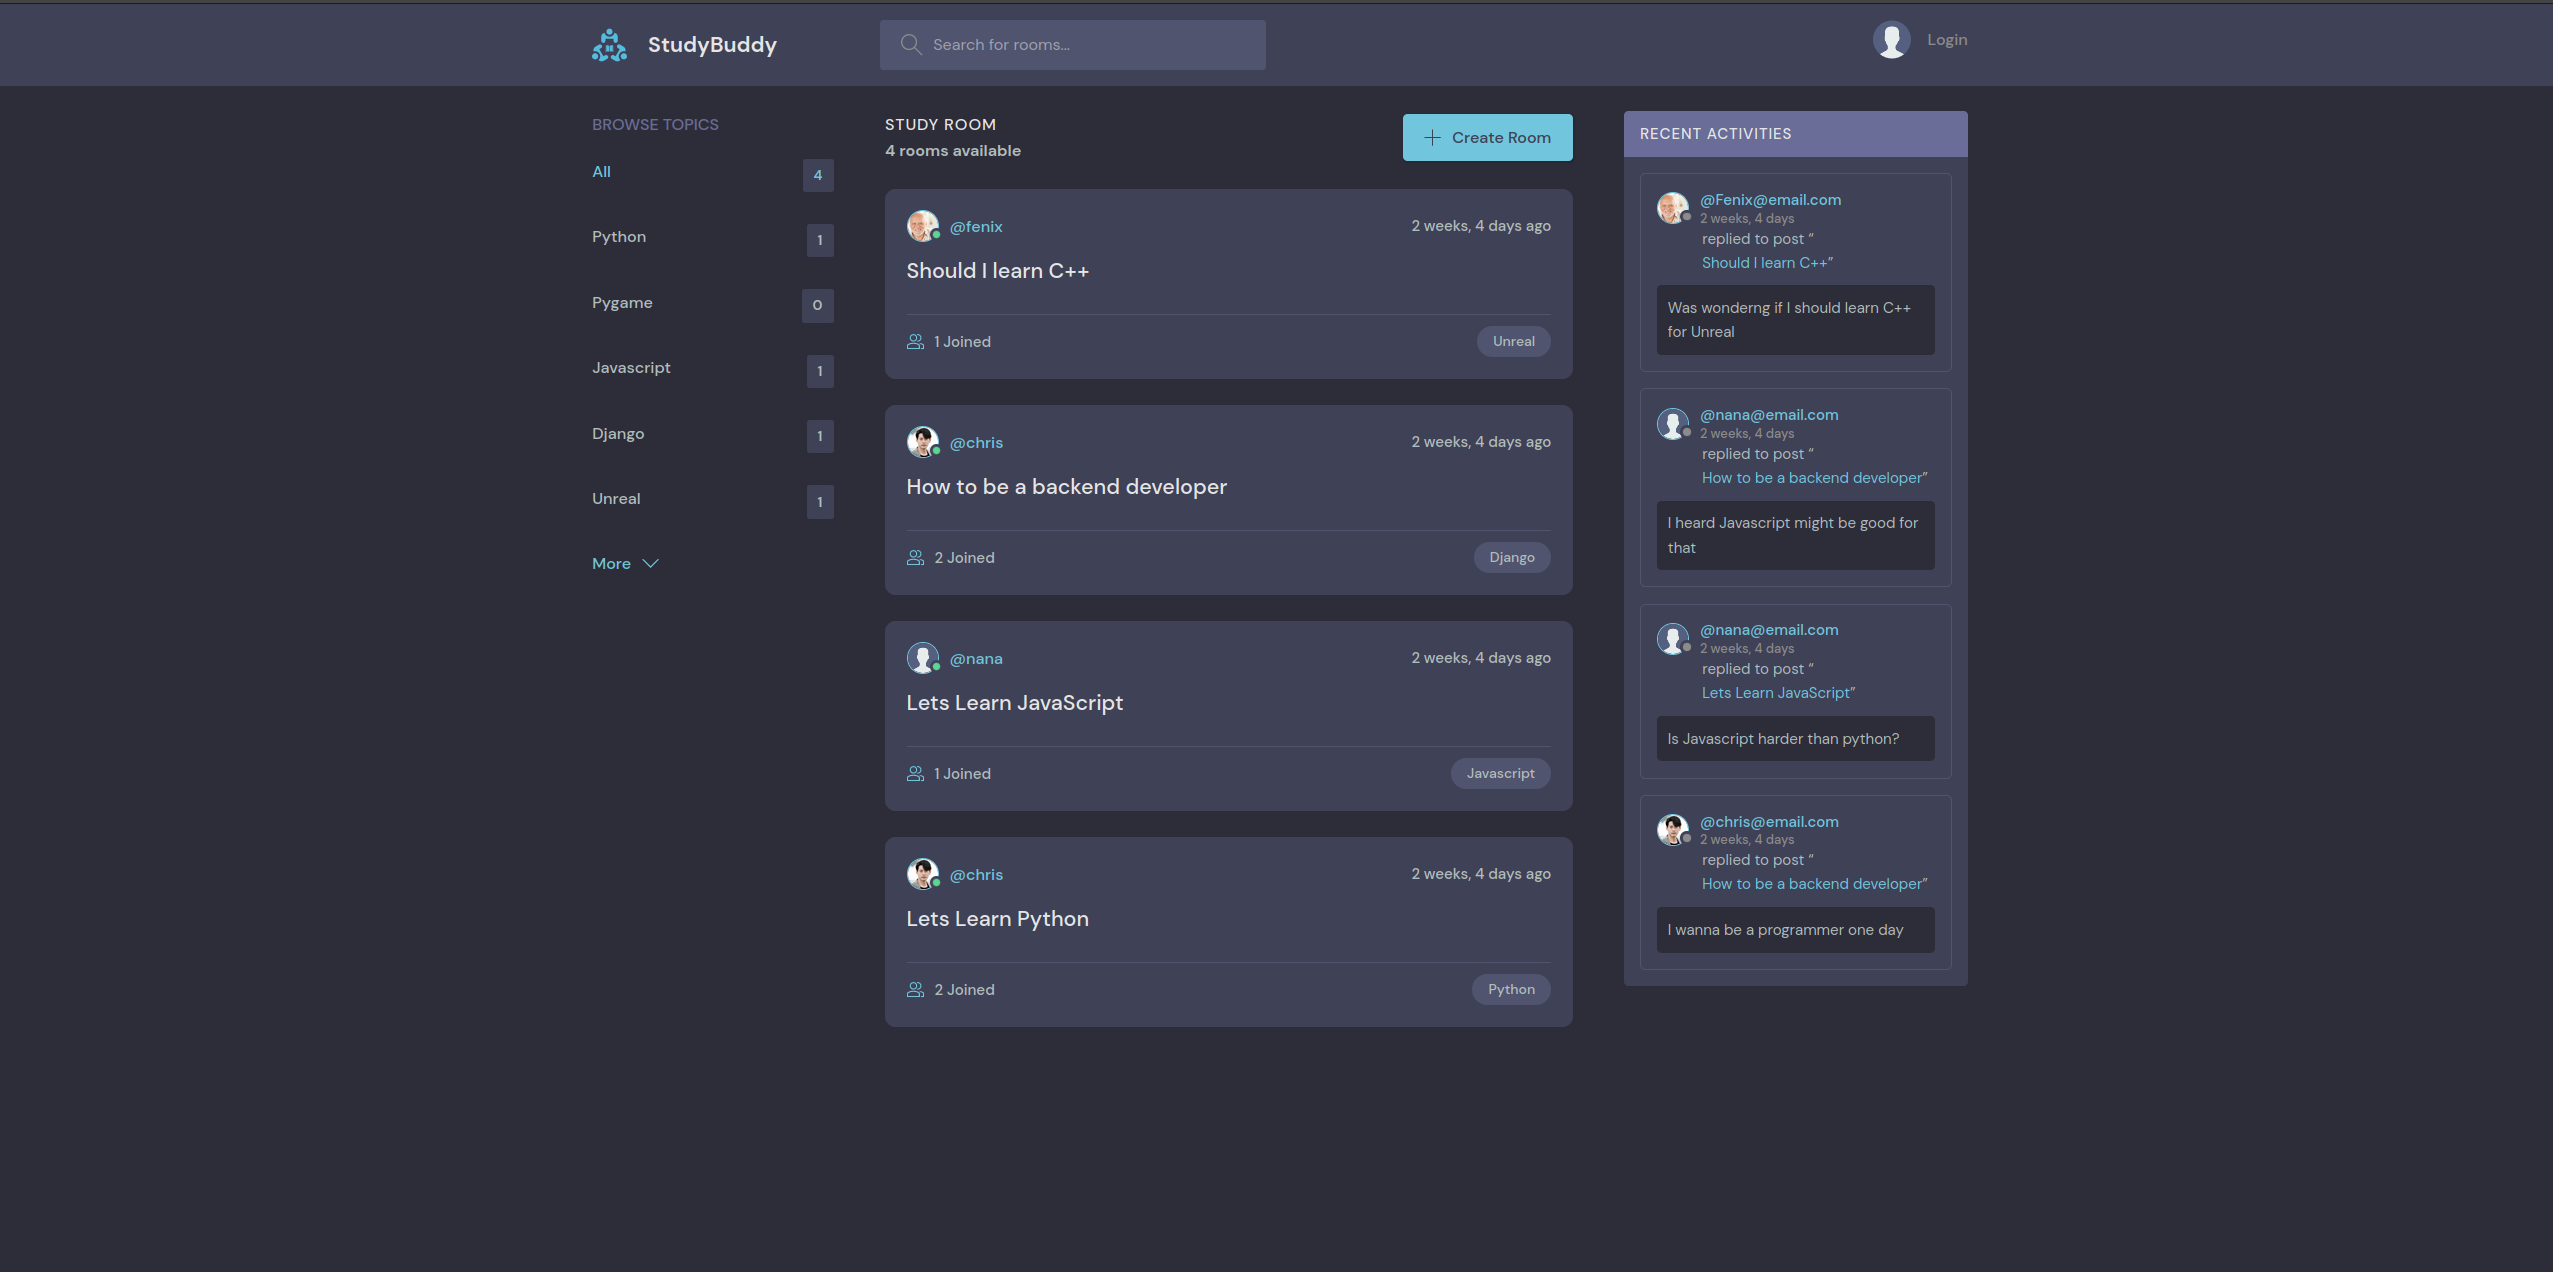 StudyBuddy
Search for rooms...
Login
BROWSE TOPICS
All 4
Python 1
Pygame 0
Javascript 1
Django 1
Unreal 1
More
STUDY ROOM
4 rooms available
Create Room
@fenix 2 weeks, 4 days ago
Should I learn C++
1 Joined Unreal
@chris 2 weeks, 4 days ago
How to be a backend developer
2 Joined Django
@nana 2 weeks, 4 days ago
Lets Learn JavaScript
1 Joined Javascript
@chris 2 weeks, 4 days ago
Lets Learn Python
2 Joined Python
RECENT ACTIVITIES
@Fenix@email.com
2 weeks, 4 days
replied to post “
Should I learn C++”
Was wonderng if I should learn C++
for Unreal
@nana@email.com
2 weeks, 4 days
replied to post “
How to be a backend developer”
I heard Javascript might be good for
that
@nana@email.com
2 weeks, 4 days
replied to post “
Lets Learn JavaScript”
Is Javascript harder than python?
@chris@email.com
2 weeks, 4 days
replied to post “
How to be a backend developer”
I wanna be a programmer one day